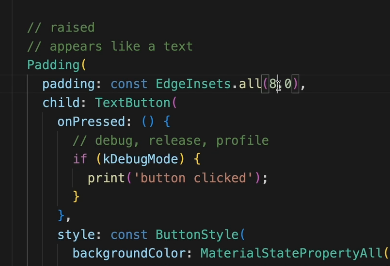 // raised
// appears like a text
Padding(
padding: const EdgeInsets.all(8.0),
child: TextButton(
onPressed: () {
// debug, release, profile
if (kDebugMode) {
print('button clicked');
}
},
style: const ButtonStyle(
backgroundColor: MaterialStatePropertyAll(